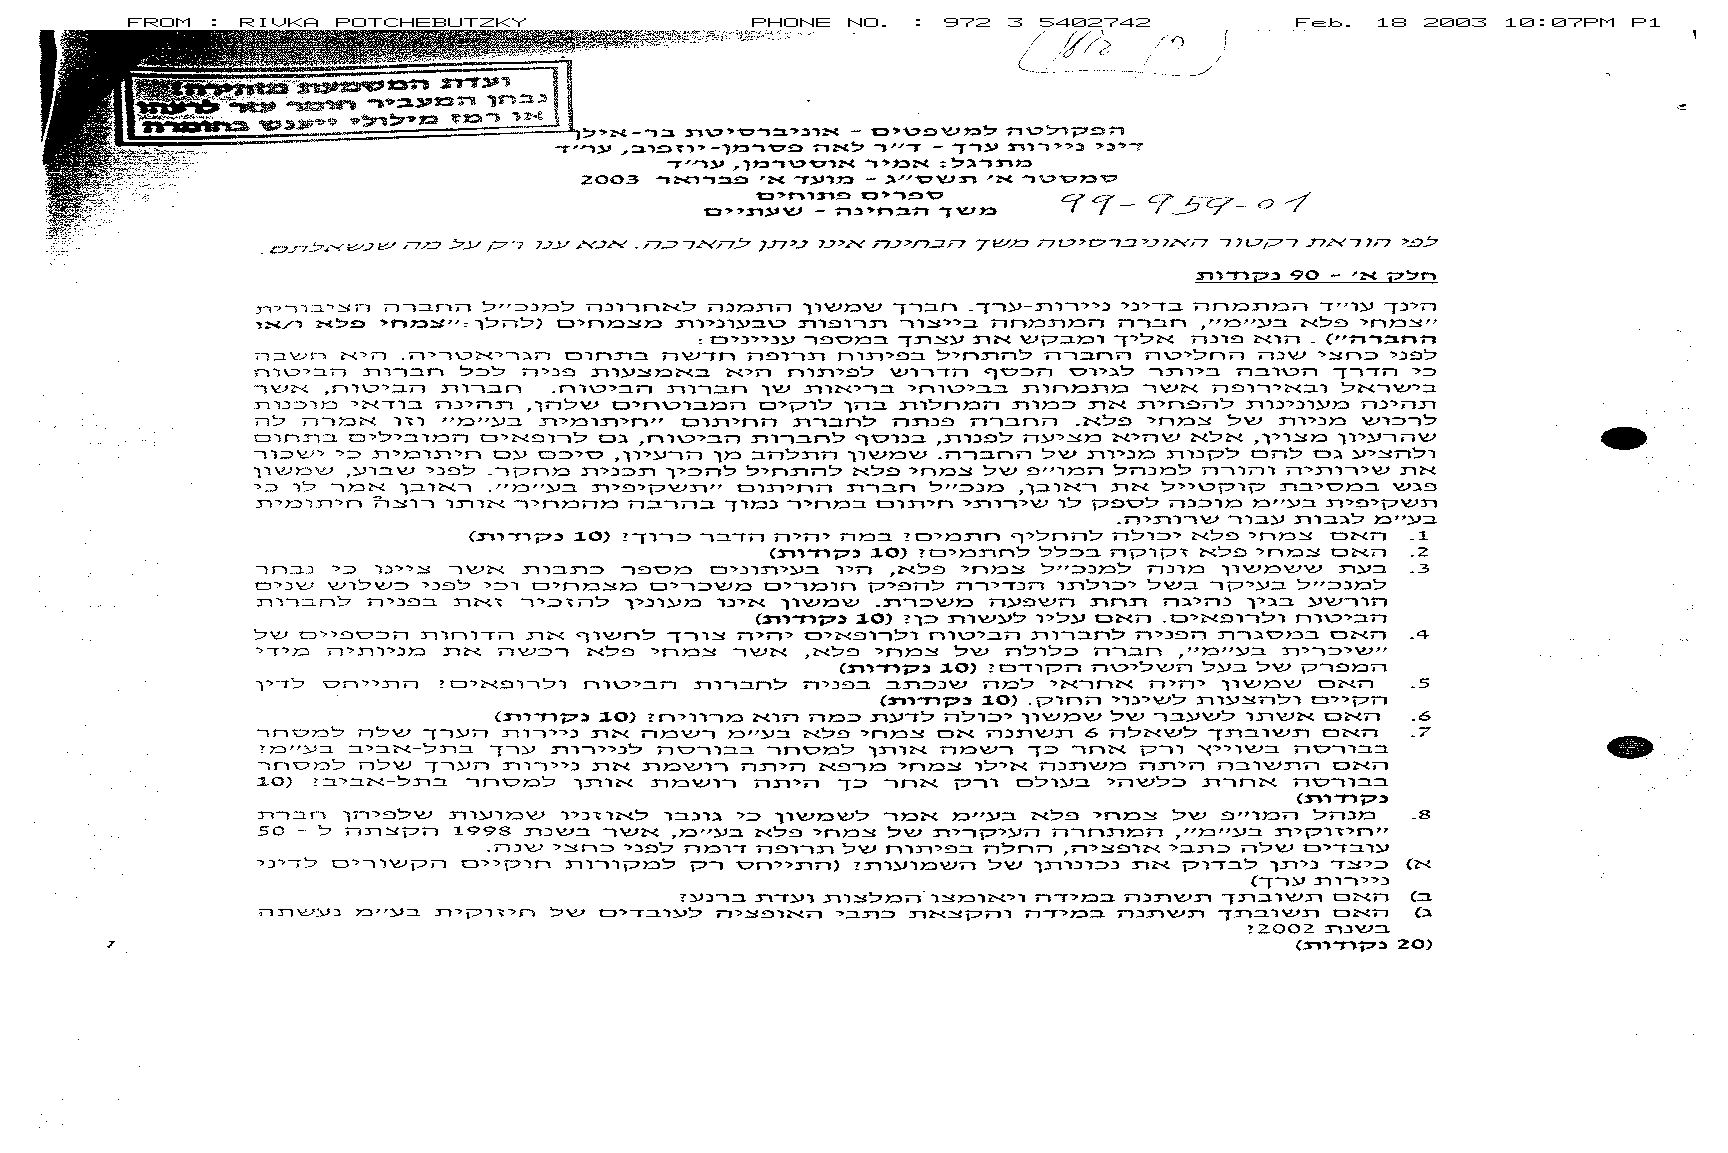 FROM : RIVKA POTCHEBUTZKY PHONE NO. : 972 3 5402742 Feb. 18 2003 10:07PM P1
ועדת המשמעת מזהירה!
נבחן המעביר חומר עזר לרעהו
או רמז מילולי ייענש בחומרה
הפקולטה למשפטים - אוניברסיטת בר-אילן
דיני ניירות ערך - ד״ר לאה פסרמן-יוזפוב, עו״ד
מתרגל: אמיר אוסטרמן, עו״ד
סמסטר א׳ תשס״ג - מועד א׳ פברואר 2003
ספרים פתוחים
משך הבחינה - שעתיים
99-959-01
לפי הוראת רקטור האוניברסיטה משך הבחינה אינו ניתן להארכה. אנא ענו רק על מה שנשאלתם.
חלק א׳ - 90 נקודות
הינך עו״ד המתמחה בדיני ניירות-ערך. חברך שמשון התמנה לאחרונה למנכ״ל החברה הציבורית
״צמחי פלא בע״מ״, חברה המתמחה בייצור תרופות טבעוניות מצמחים (להלן:״צמחי פלא ו/או
החברה״) . הוא פונה אליך ומבקש את עצתך במספר עניינים:
לפני כחצי שנה החליטה החברה להתחיל בפיתוח תרופה חדשה בתחום הגריאטריה. היא חשבה
כי הדרך הטובה ביותר לגיוס הכסף הדרוש לפיתוח היא באמצעות פניה לכל חברות הביטוח
בישראל ובאירופה אשר מתמחות בביטוחי בריאות שן חברות הביטוח. חברות הביטוח, אשר
תהינה מעונינות להפחית את כמות המחלות בהן לוקים המבוטחים שלהן, תהינה בודאי מוכנות
לרכוש מניות של צמחי פלא. החברה פנתה לחברת החיתום ״חיתומית בע״מ״ וזו אמרה לה
שהרעיון מצוין, אלא שהיא מציעה לפנות, בנוסף לחברות הביטוח, גם לרופאים המובילים בתחום
ולהציע גם להם לקנות מניות של החברה. שמשון התלהב מן הרעיון, סיכם עם חיתומית כי ישכור
את שירותיה והורה למנהל המו״פ של צמחי פלא להתחיל להכין תכנית מחקר. לפני שבוע, שמשון
פגש במסיבת קוקטייל את ראובן, מנכ״ל חברת החיתום ״תשקיפית בע״מ״. ראובן אמר לו כי
תשקיפית בע״מ מוכנה לספק לו שירותי חיתום במחיר נמוך בהרבה מהמחיר אותו רוצה חיתומית
בע״מ לגבות עבור שרותיה.
1. האם צמחי פלא יכולה להחליף חתמים? במה יהיה הדבר כרוך? (10 נקודות)
2. האם צמחי פלא זקוקה בכלל לחתמים? (10 נקודות)
3. בעת ששמשון מונה למנכ״ל צמחי פלא, היו בעיתונים מספר כתבות אשר ציינו כי נבחר
למנכ״ל בעיקר בשל יכולתו הנדירה להפיק חומרים משכרים מצמחים וכי לפני כשלוש שנים
הורשע בגין נהיגה תחת השפעה משכרת. שמשון אינו מעונין להזכיר זאת בפניה לחברות
הביטוח ולרופאים. האם עליו לעשות כן? (10 נקודות)
4. האם במסגרת הפניה לחברות הביטוח ולרופאים יהיה צורך לחשוף את הדוחות הכספיים של
״שיכרית בע״מ״, חברה כלולה של צמחי פלא, אשר צמחי פלא רכשה את מניותיה מידי
המפרק של בעל השליטה הקודם? (10 נקודות)
5. האם שמשון יהיה אחראי למה שנכתב בפניה לחברות הביטוח ולרופאים? התייחס לדין
הקיים ולהצעות לשינוי החוק. (10 נקודות)
6. האם אשתו לשעבר של שמשון יכולה לדעת כמה הוא מרוויח? (10 נקודות)
7. האם תשובתך לשאלה 6 תשתנה אם צמחי פלא בע״מ רשמה את ניירות הערך שלה למסחר
בבורסה בשווייץ ורק אחר כך רשמה אותן למסחר בבורסה לניירות ערך בתל-אביב בע״מ?
האם התשובה היתה משתנה אילו צמחי מרפא היתה רושמת את ניירות הערך שלה למסחר
בבורסה אחרת כלשהי בעולם ורק אחר כך היתה רושמת אותן למסחר בתל-אביב? (10
נקודות)
8. מנהל המו״פ של צמחי פלא בע״מ אמר לשמשון כי גונבו לאוזניו שמועות שלפיהן חברת
״חיזוקית בע״מ״, המתחרה העיקרית של צמחי פלא בע״מ, אשר בשנת 1998 הקצתה ל - 50
עובדים שלה כתבי אופציה, החלה בפיתוח של תרופה דומה לפני כחצי שנה.
א) כיצד ניתן לבדוק את נכונותן של השמועות? (התייחס רק למקורות חוקיים הקשורים לדיני
ניירות ערך)
ב) האם תשובתך תשתנה במידה ויאומצו המלצות ועדת ברנע?
ג) האם תשובתך תשתנה במידה והקצאת כתבי האופציה לעובדים של חיזוקית בע״מ נעשתה
בשנת 2002?
(20 נקודות)